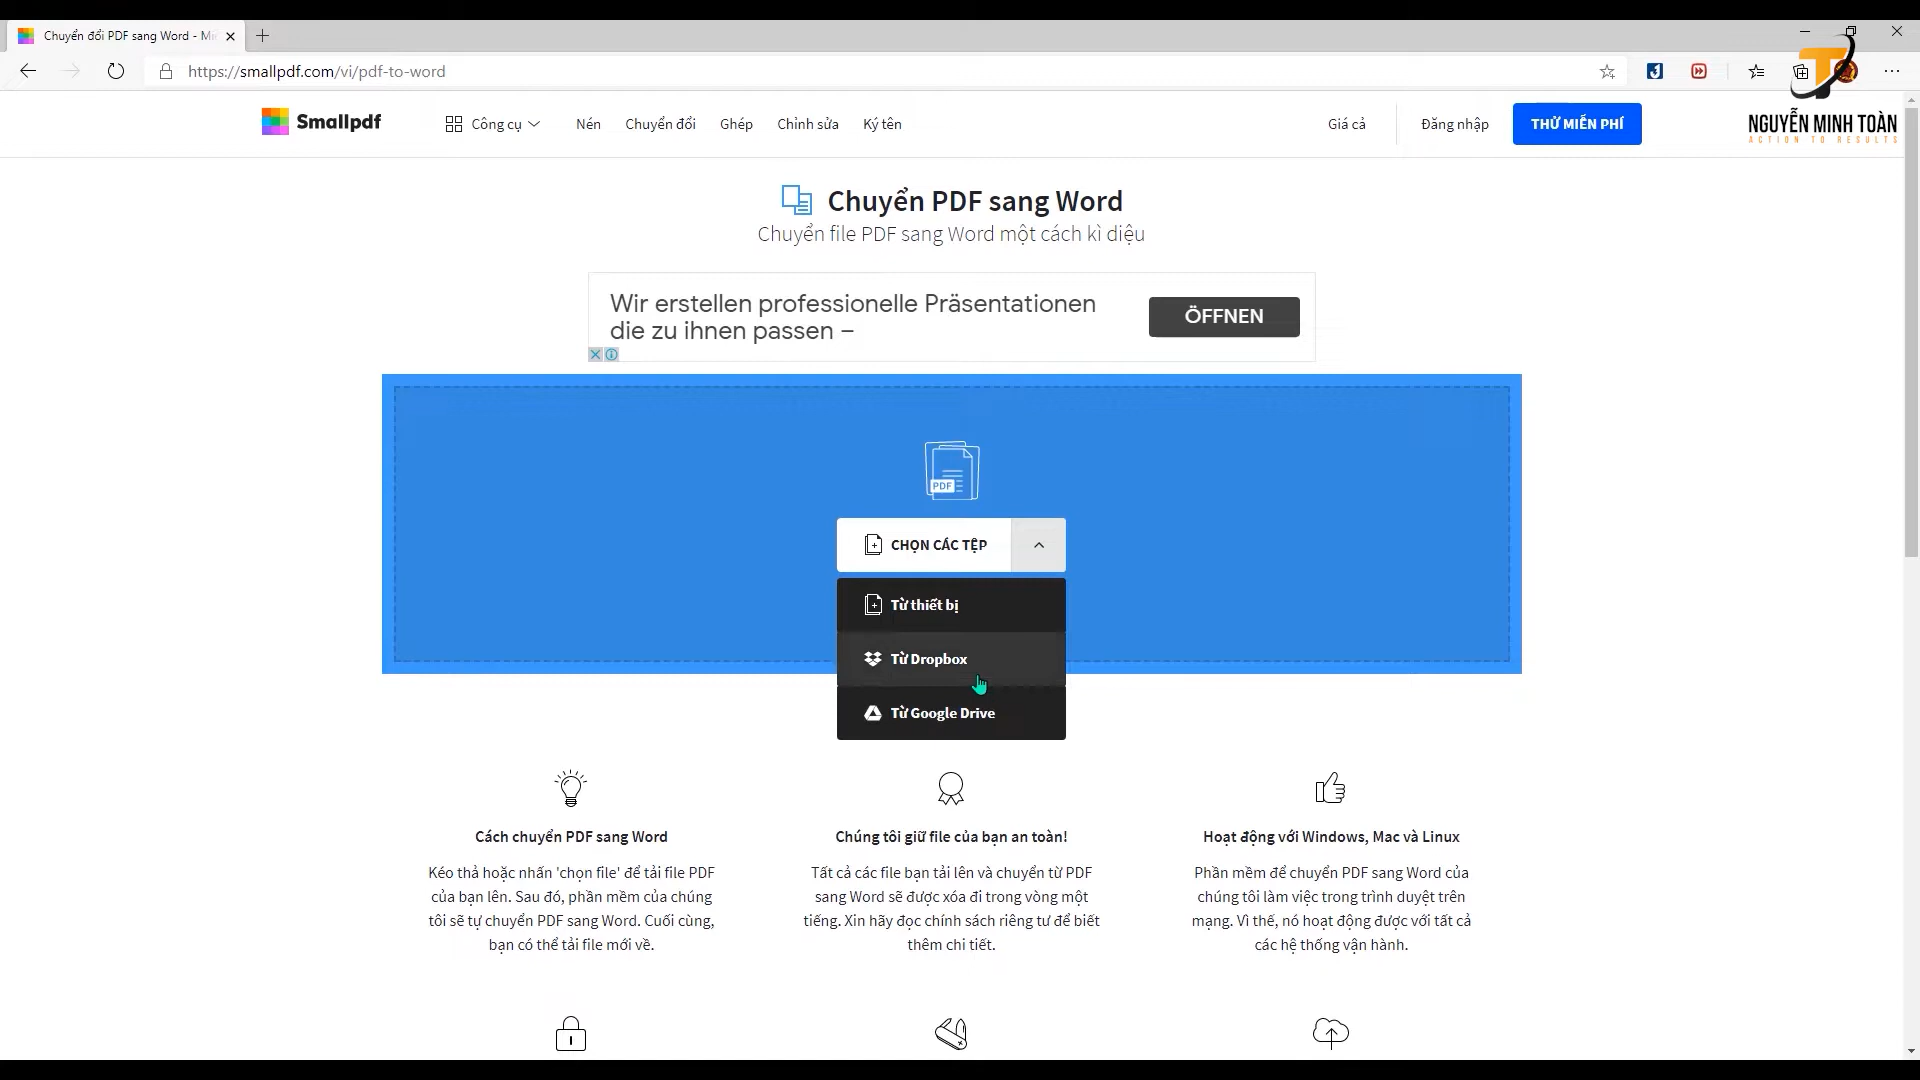 Chuyển đổi PDF sang Word - Mi
https://smallpdf.com/vi/pdf-to-word
Smallpdf
Công cụ
Nén
Chuyển đổi
Ghép
Chỉnh sửa
Ký tên
Giá cả
Đăng nhập
THỬ MIỄN PHÍ
NGUYỄN MINH TOÀN
ACTION TO RESULTS
Chuyển PDF sang Word
Chuyển file PDF sang Word một cách kì diệu
Wir erstellen professionelle Präsentationen
die zu ihnen passen –
ÖFFNEN
PDF
CHỌN CÁC TỆP
Từ thiết bị
Từ Dropbox
Từ Google Drive
Cách chuyển PDF sang Word
Kéo thả hoặc nhấn 'chọn file' để tải file PDF
của bạn lên. Sau đó, phần mềm của chúng
tôi sẽ tự chuyển PDF sang Word. Cuối cùng,
bạn có thể tải file mới về.
Chúng tôi giữ file của bạn an toàn!
Tất cả các file bạn tải lên và chuyển từ PDF
sang Word sẽ được xóa đi trong vòng một
tiếng. Xin hãy đọc chính sách riêng tư để biết
thêm chi tiết.
Hoạt động với Windows, Mac và Linux
Phần mềm để chuyển PDF sang Word của
chúng tôi làm việc trong trình duyệt trên
mạng. Vì thế, nó hoạt động được với tất cả
các hệ thống vận hành.